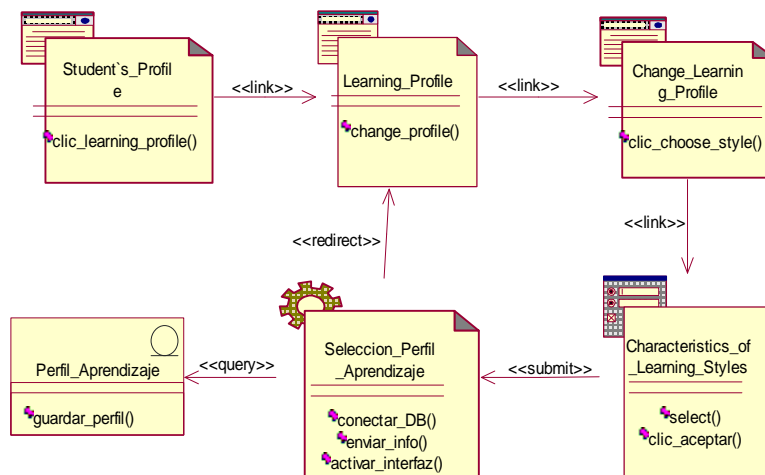 Student`s_Profil
e
clic_learning_profile()
<<link>>
Learning_Profile
change_profile()
<<link>>
Change_Learnin
g_Profile
clic_choose_style()
<<link>>
<<redirect>>
Perfil_Aprendizaje
guardar_perfil()
<<query>>
Seleccion_Perfil
_Aprendizaje
conectar_DB()
enviar_info()
activar_interfaz()
<<submit>>
Characteristics_of
_Learning_Styles
select()
clic_aceptar()